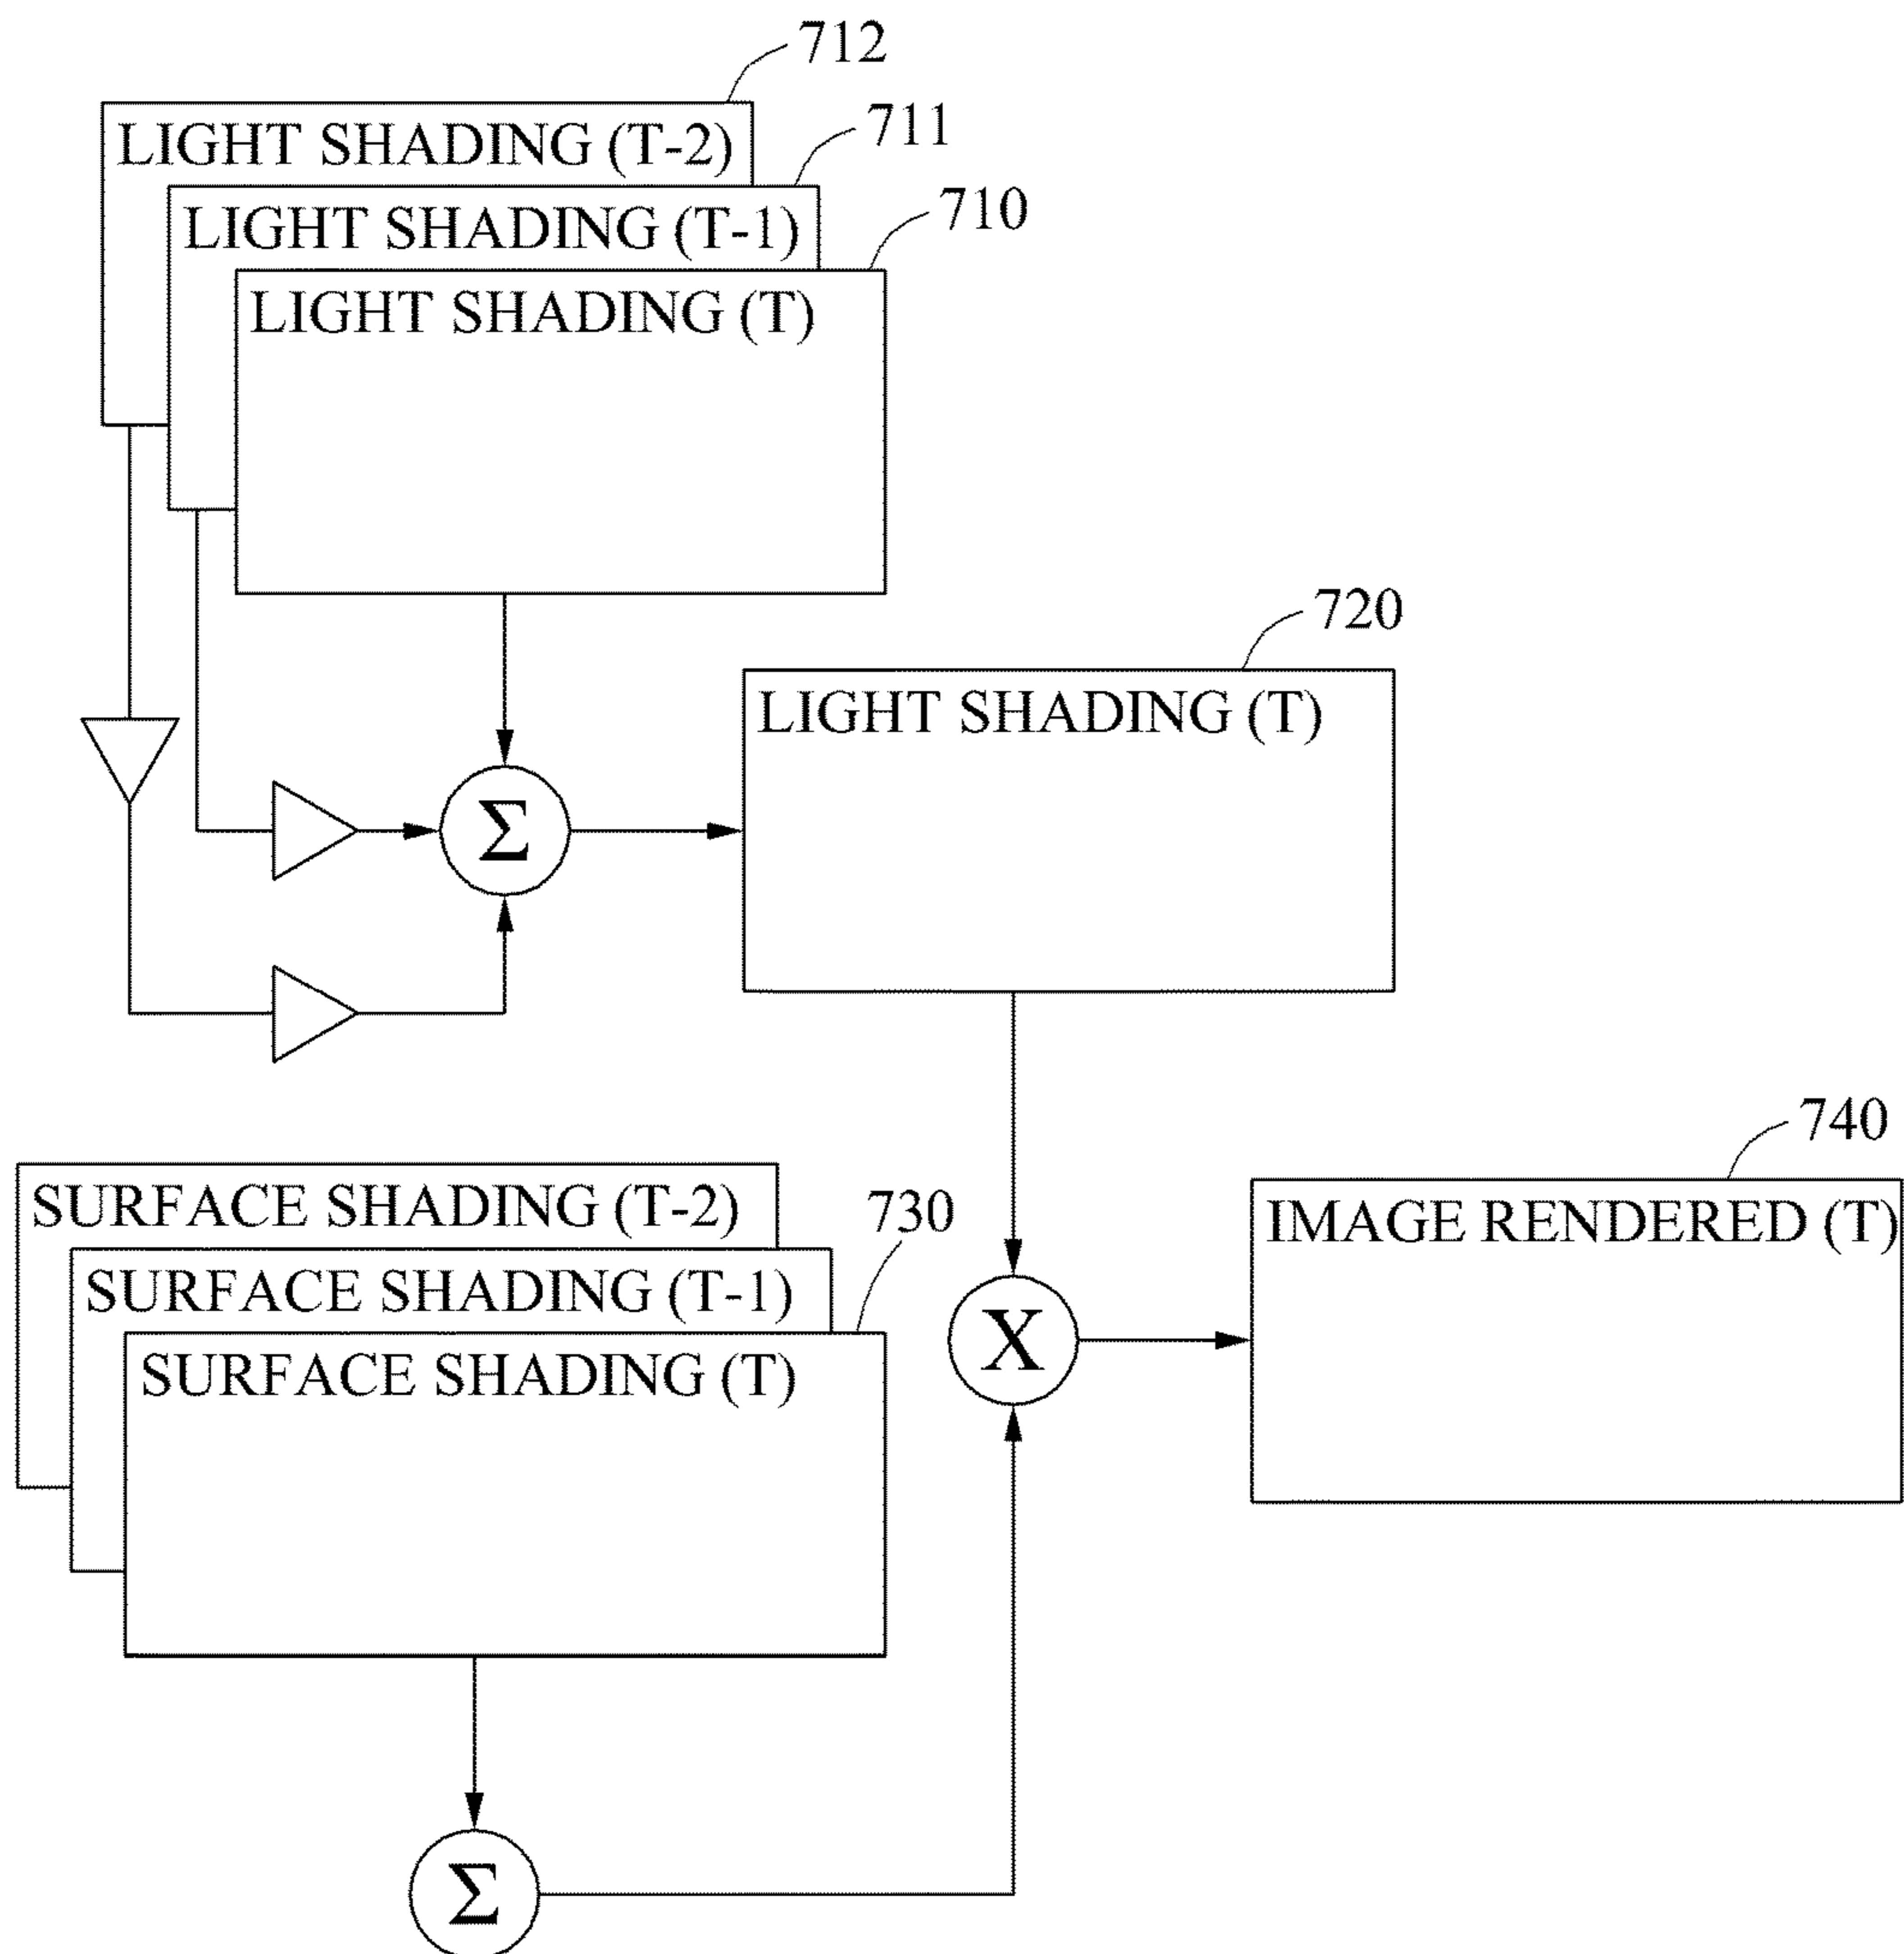 712
LIGHT SHADING (T-2)
711
LIGHT SHADING (T-1)
710
LIGHT SHADING (T)
720
LIGHT SHADING (T)
Σ
740
SURFACE SHADING (T-2)
730
IMAGE RENDERED (T)
SURFACE SHADING (T-1)
X
SURFACE SHADING (T)
Σ